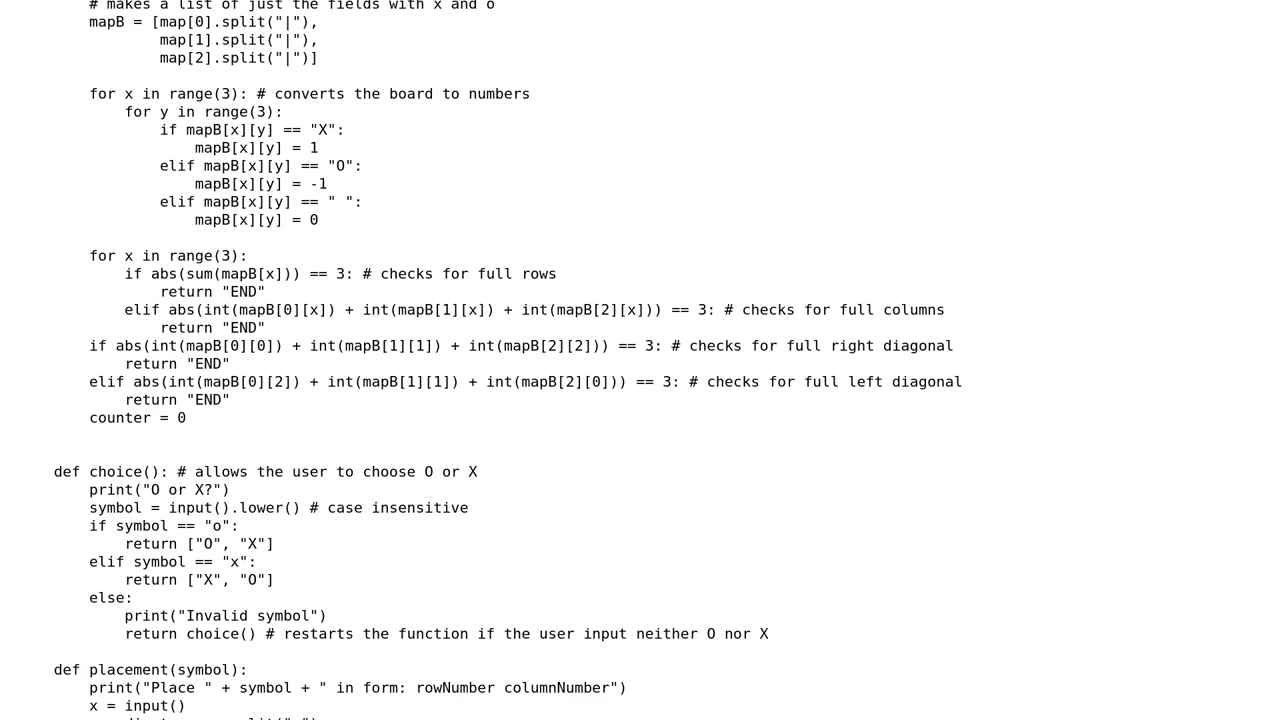 # makes a list of just the fields with x and o
mapB = [map[0].split("|"),
map[1].split("|"),
map[2].split("|")]
for x in range(3): # converts the board to numbers
for y in range(3):
if mapB[x][y] == "X":
mapB[x][y] = 1
elif mapB[x][y] == "O":
mapB[x][y] = -1
elif mapB[x][y] == " ":
mapB[x][y] = 0
for x in range(3):
if abs(sum(mapB[x])) == 3: # checks for full rows
return "END"
elif abs(int(mapB[0][x]) + int(mapB[1][x]) + int(mapB[2][x])) == 3: # checks for full columns
return "END"
if abs(int(mapB[0][0]) + int(mapB[1][1]) + int(mapB[2][2])) == 3: # checks for full right diagonal
return "END"
elif abs(int(mapB[0][2]) + int(mapB[1][1]) + int(mapB[2][0])) == 3: # checks for full left diagonal
return "END"
counter = 0
def choice(): # allows the user to choose O or X
print("O or X?")
symbol = input().lower() # case insensitive
if symbol == "o":
return ["O", "X"]
elif symbol == "x":
return ["X", "O"]
else:
print("Invalid symbol")
return choice() # restarts the function if the user input neither O nor X
def placement(symbol):
print("Place " + symbol + " in form: rowNumber columnNumber")
x = input()